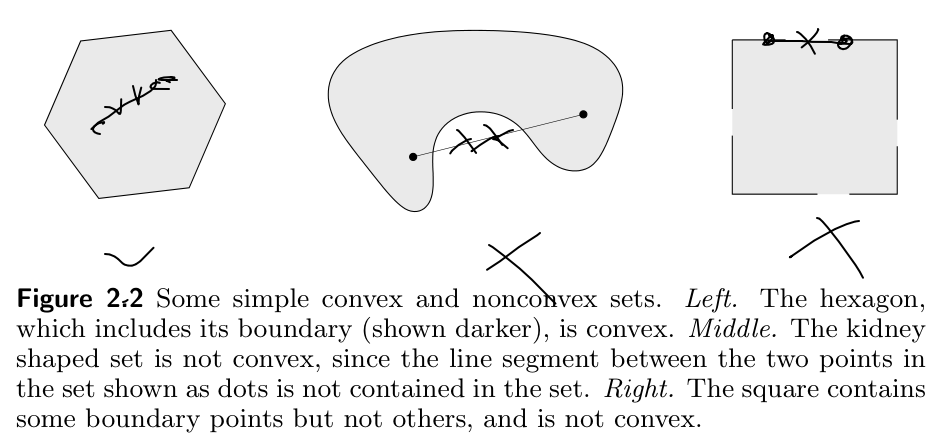 Figure 2.2 Some simple convex and nonconvex sets. Left. The hexagon,
which includes its boundary (shown darker), is convex. Middle. The kidney
shaped set is not convex, since the line segment between the two points in
the set shown as dots is not contained in the set. Right. The square contains
some boundary points but not others, and is not convex.